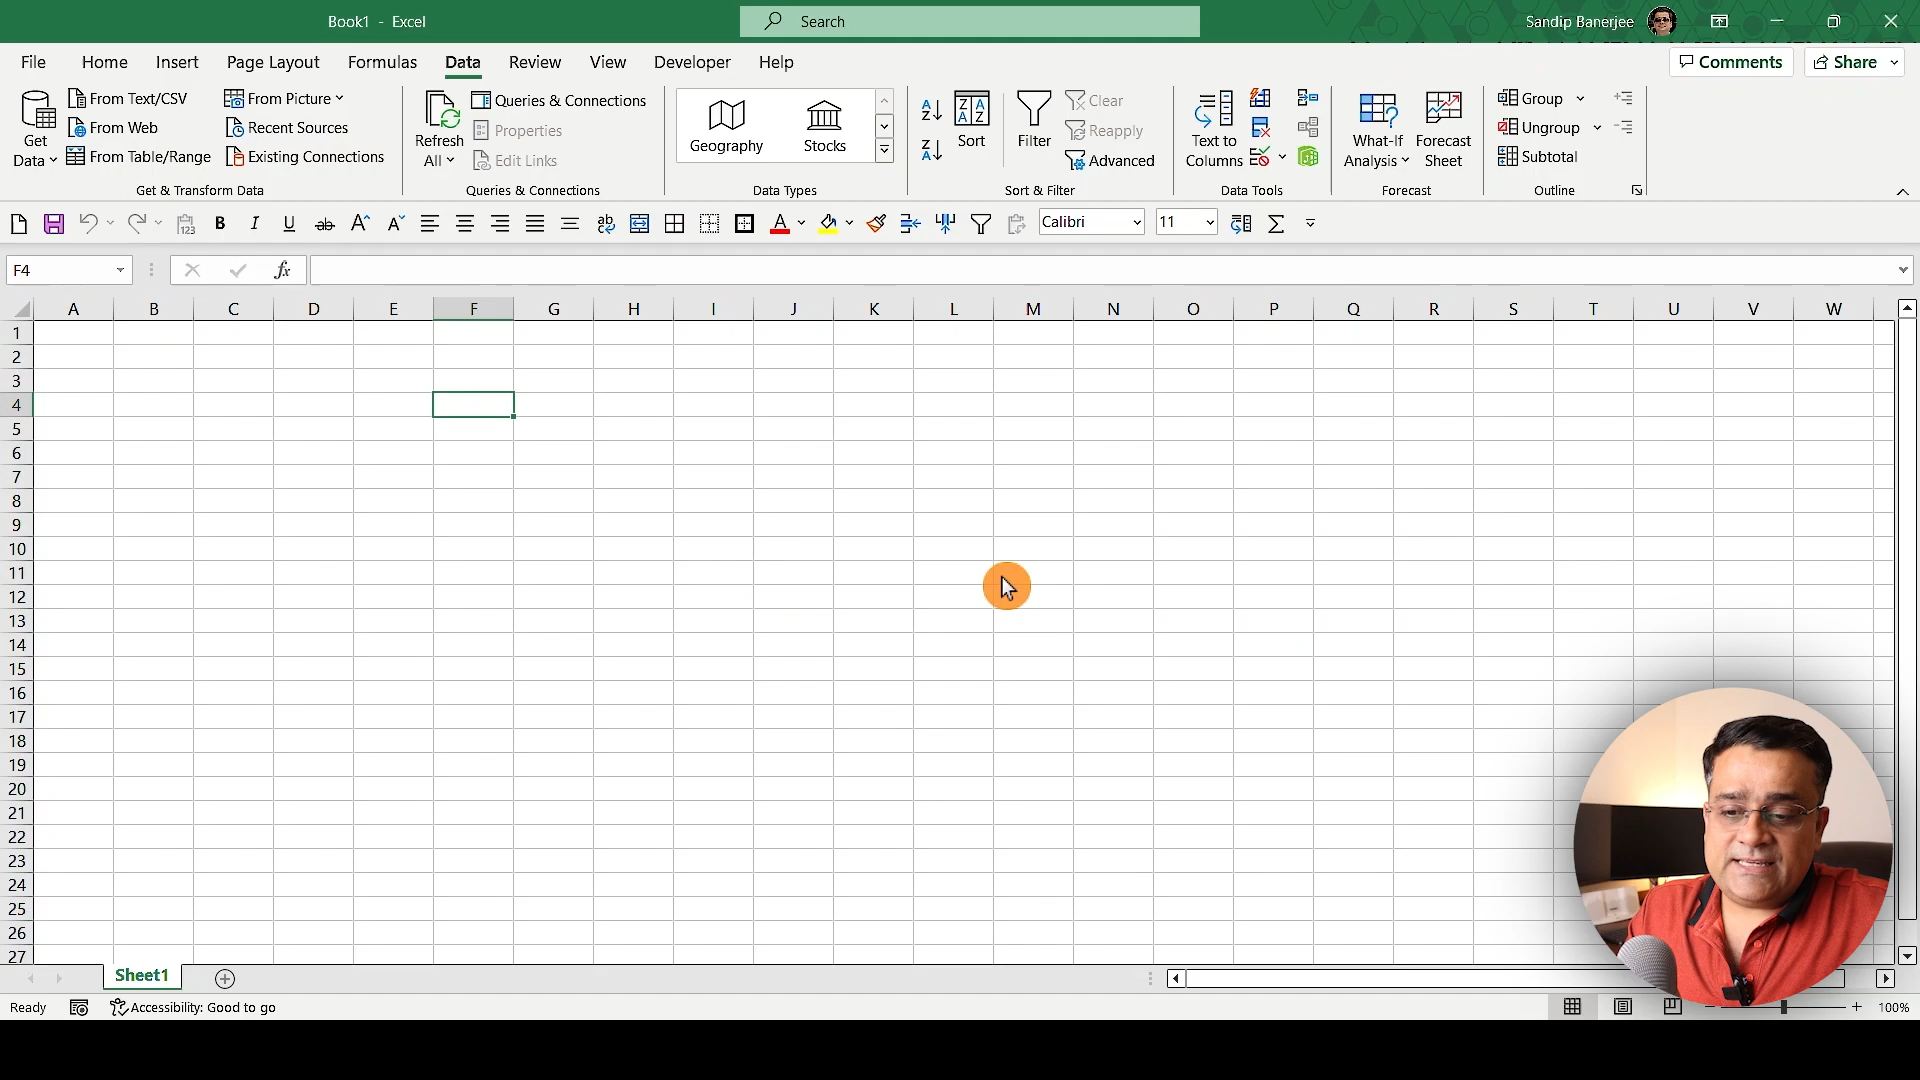 Book1 - Excel
Search
Sandip Banerjee
File Home Insert Page Layout Formulas Data Review View Developer Help
Comments Share
Get Data
From Text/CSV
From Web
From Table/Range
From Picture
Recent Sources
Existing Connections
Get & Transform Data
Refresh All
Queries & Connections
Properties
Edit Links
Queries & Connections
Geography Stocks
Data Types
Sort
Filter
Clear
Reapply
Advanced
Sort & Filter
Text to Columns
Data Tools
What-If Analysis
Forecast Sheet
Forecast
Group
Ungroup
Subtotal
Outline
B I U ab A A ab A Calibri 11
F4 fx
A B C D E F G H I J K L M N O P Q R S T U V W
1
2
3
4
5
6
7
8
9
10
11
12
13
14
15
16
17
18
19
20
21
22
23
24
25
26
27
Sheet1
Ready Accessibility: Good to go 100%